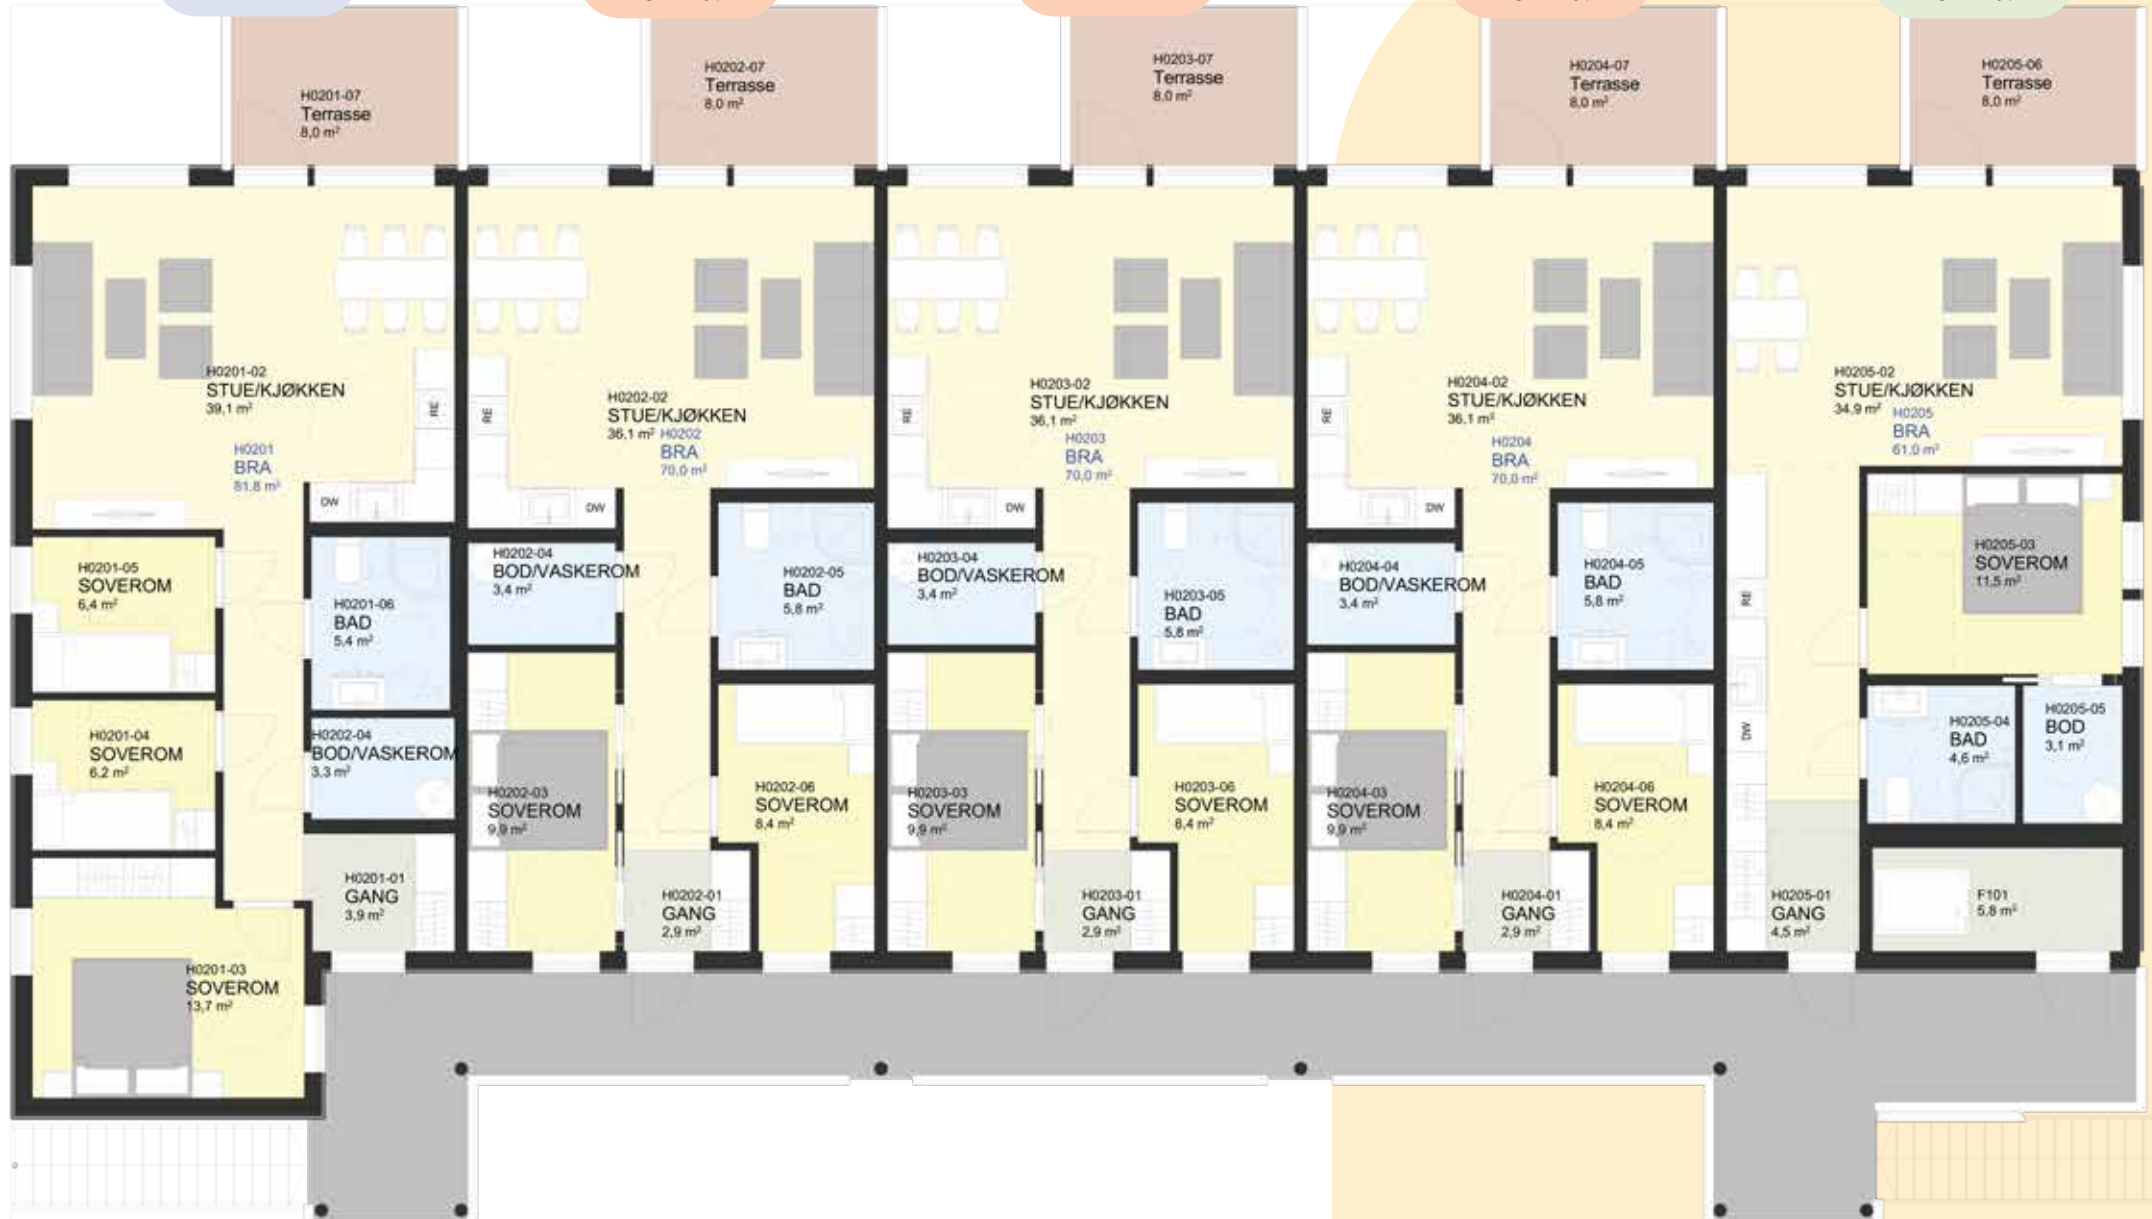 H0201-07
Terrasse
8,0 m²
H0202-07
Terrasse
8,0 m²
H0203-07
Terrasse
8,0 m²
H0204-07
Terrasse
8,0 m²
H0205-06
Terrasse
8,0 m²
H0201-02
STUE/KJØKKEN
39,1 m²
H0201
BRA
81,8 m²
RE
DW
H0201-05
SOVEROM
6,4 m²
H0201-06
BAD
5,4 m²
H0201-04
SOVEROM
6,2 m²
H0202-04
BOD/VASKEROM
3,3 m²
H0201-01
GANG
3,9 m²
H0201-03
SOVEROM
13,7 m²
H0202-02
STUE/KJØKKEN
36,1 m²
H0202
BRA
70,0 m²
RE
DW
H0202-04
BOD/VASKEROM
3,4 m²
H0202-05
BAD
5,8 m²
H0202-03
SOVEROM
9,9 m²
H0202-06
SOVEROM
8,4 m²
H0202-01
GANG
2,9 m²
H0203-02
STUE/KJØKKEN
36,1 m²
H0203
BRA
70,0 m²
RE
DW
H0203-04
BOD/VASKEROM
3,4 m²
H0203-05
BAD
5,8 m²
H0203-03
SOVEROM
9,9 m²
H0203-06
SOVEROM
8,4 m²
H0203-01
GANG
2,9 m²
H0204-02
STUE/KJØKKEN
36,1 m²
H0204
BRA
70,0 m²
RE
DW
H0204-04
BOD/VASKEROM
3,4 m²
H0204-05
BAD
5,8 m²
H0204-03
SOVEROM
9,9 m²
H0204-06
SOVEROM
8,4 m²
H0204-01
GANG
2,9 m²
H0205-02
STUE/KJØKKEN
34,9 m²
H0205
BRA
61,0 m²
H0205-03
SOVEROM
11,5 m²
RE
DW
H0205-04
BAD
4,6 m²
H0205-05
BOD
3,1 m²
H0205-01
GANG
4,5 m²
F101
5,8 m²